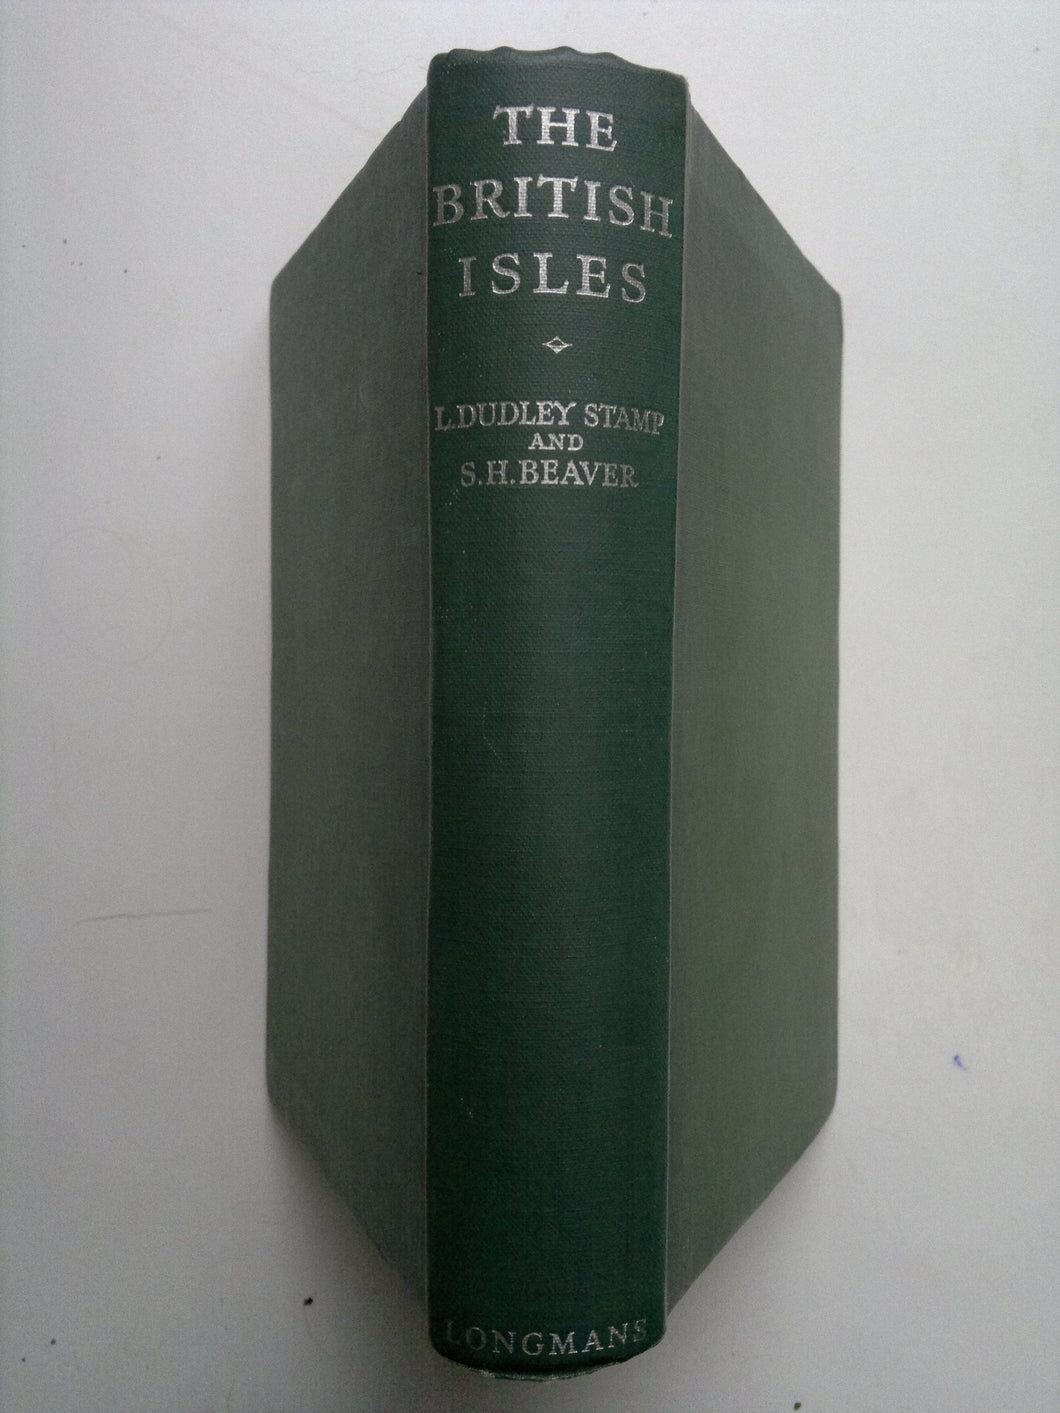 THE
BRITISH
ISLES
L.DUDLEY STAMP
AND
S.H.BEAVER
LONGMANS